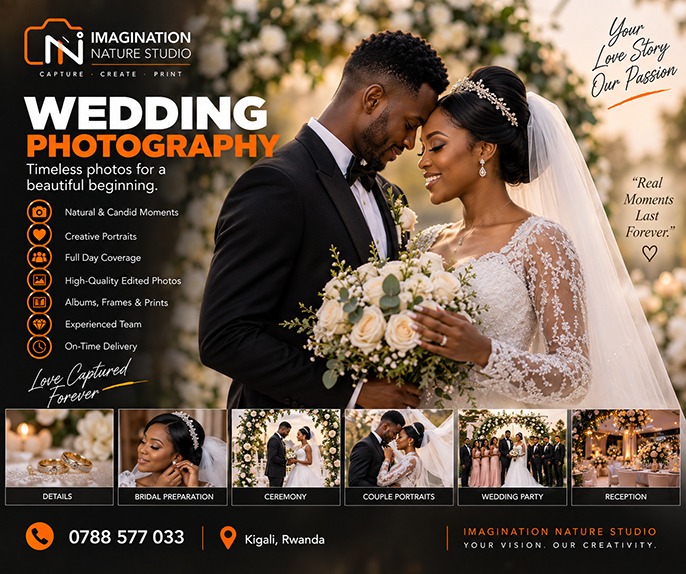 IMAGINATION
NATURE STUDIO
CAPTURE · CREATE · PRINT
WEDDING
PHOTOGRAPHY
Timeless photos for a
beautiful beginning.
Natural & Candid Moments
Creative Portraits
Full Day Coverage
High-Quality Edited Photos
Albums, Frames & Prints
Experienced Team
On-Time Delivery
Love Captured
Forever
Your
Love Story
Our Passion
“Real
Moments
Last
Forever.”
DETAILS
BRIDAL PREPARATION
CEREMONY
COUPLE PORTRAITS
WEDDING PARTY
RECEPTION
0788 577 033
Kigali, Rwanda
IMAGINATION NATURE STUDIO
YOUR VISION. OUR CREATIVITY.